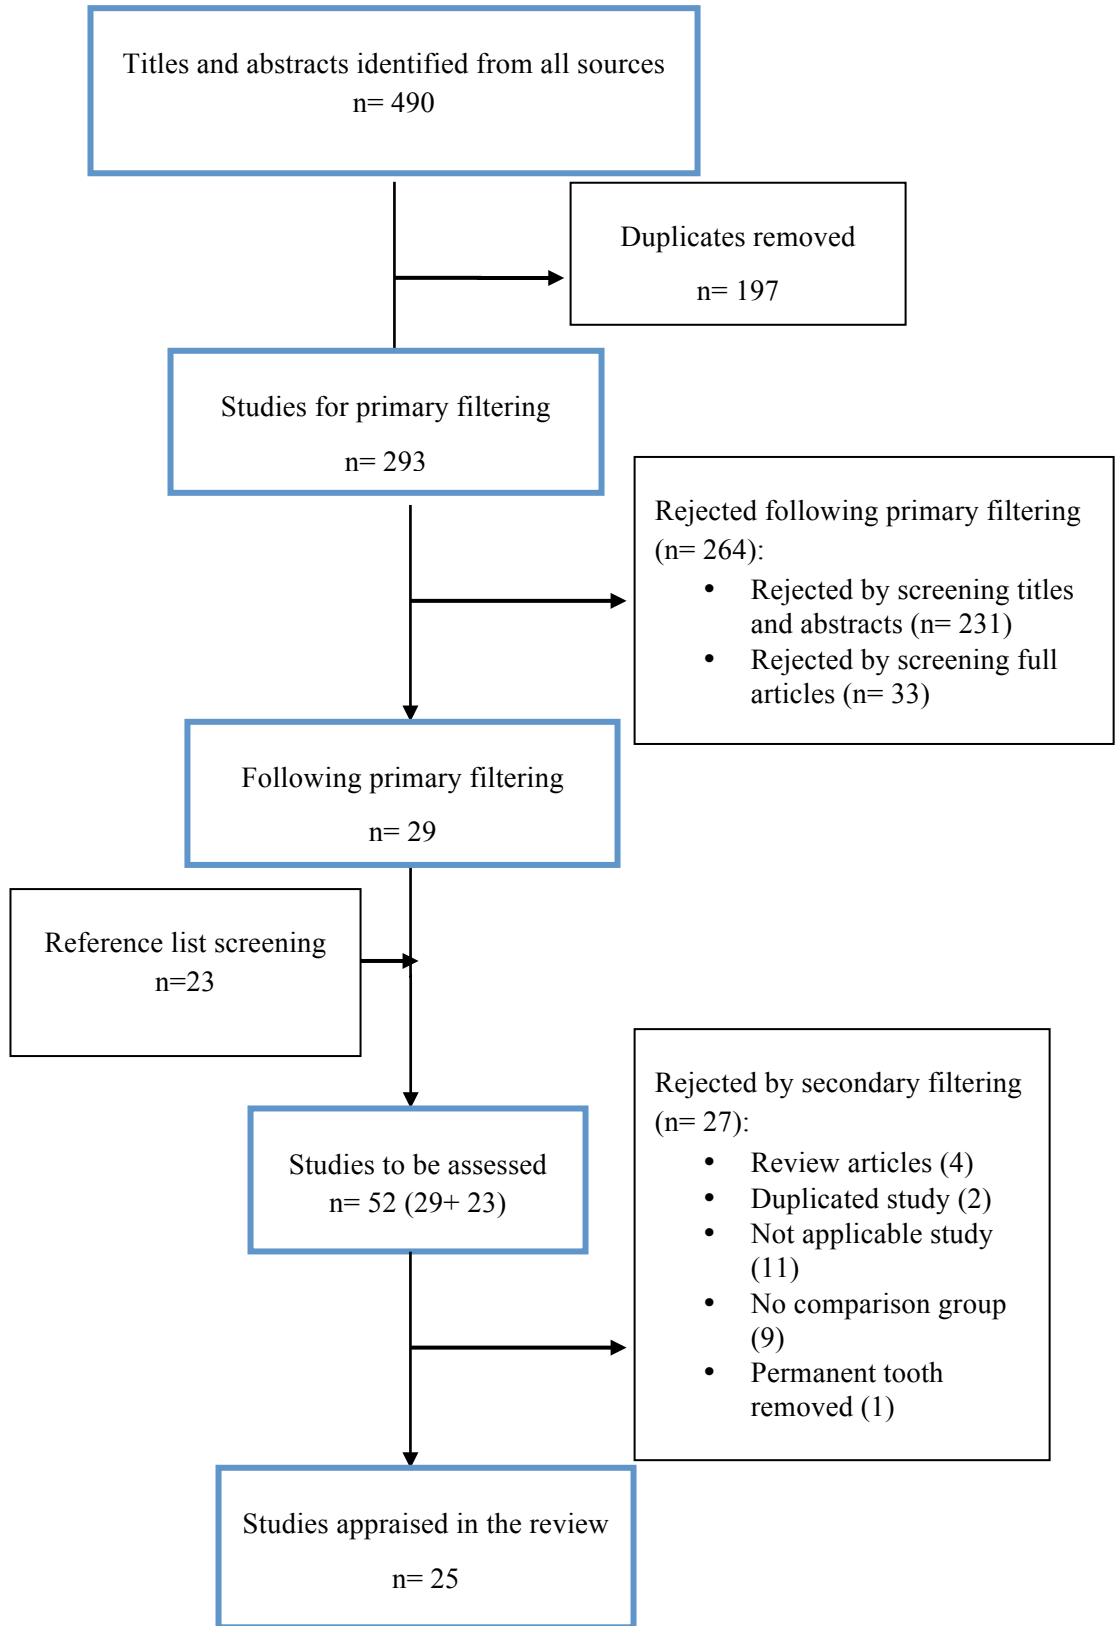 Titles and abstracts identified from all sources
n= 490
Duplicates removed
n= 197
Studies for primary filtering
n= 293
Rejected following primary filtering
(n= 264):
• Rejected by screening titles
and abstracts (n= 231)
• Rejected by screening full
articles (n= 33)
Following primary filtering
n= 29
Reference list screening
n=23
Studies to be assessed
n= 52 (29+ 23)
Rejected by secondary filtering
(n= 27):
• Review articles (4)
• Duplicated study (2)
• Not applicable study
(11)
• No comparison group
(9)
• Permanent tooth
removed (1)
Studies appraised in the review
n= 25